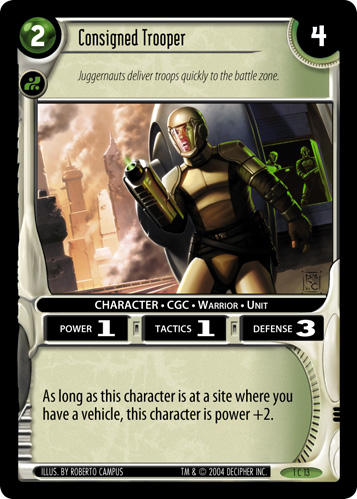 2 Consigned Trooper 4
Juggernauts deliver troops quickly to the battle zone.
CHARACTER • CGC • WARRIOR • UNIT
POWER 1 TACTICS 1 DEFENSE 3
As long as this character is at a site where you
have a vehicle, this character is power +2.
ILLUS. BY ROBERTO CAMPUS TM & © 2004 DECIPHER INC. 1 C 13